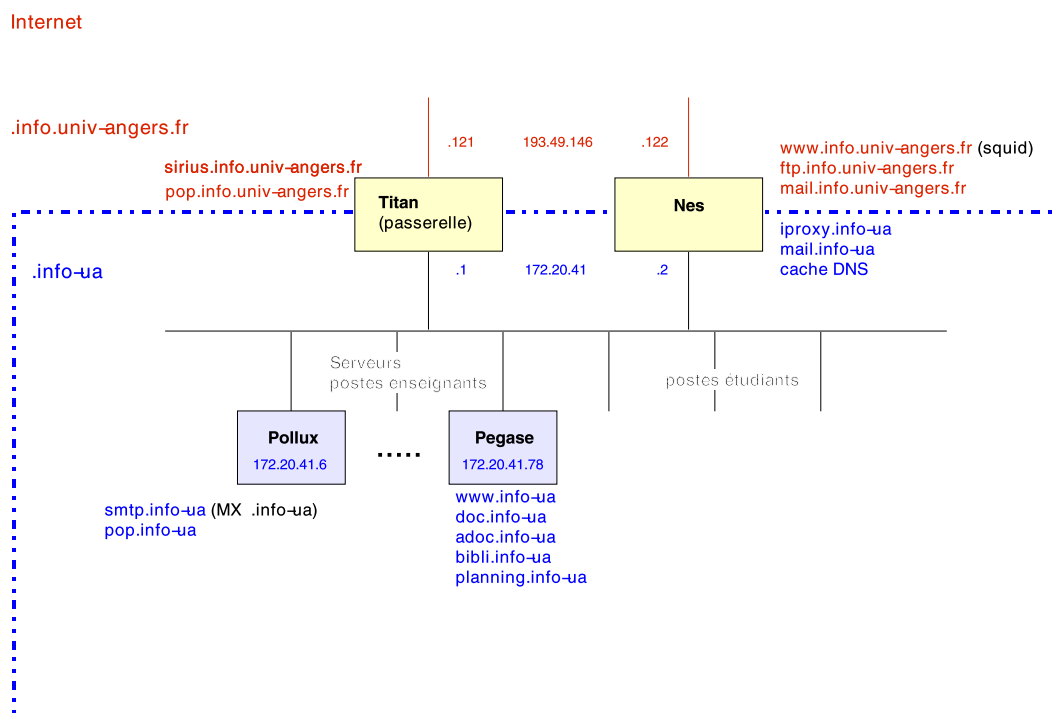 Internet
.info.univ-angers.fr
.121 193.49.146 .122
sirius.info.univ-angers.fr
pop.info.univ-angers.fr
www.info.univ-angers.fr (squid)
ftp.info.univ-angers.fr
mail.info.univ-angers.fr
Titan
(passerelle)
Nes
iproxy.info-ua
mail.info-ua
cache DNS
.info-ua
.1 172.20.41 .2
Serveurs
postes enseignants
postes étudiants
Pollux
172.20.41.6
.....
Pegase
172.20.41.78
smtp.info-ua (MX .info-ua)
pop.info-ua
www.info-ua
doc.info-ua
adoc.info-ua
bibli.info-ua
planning.info-ua